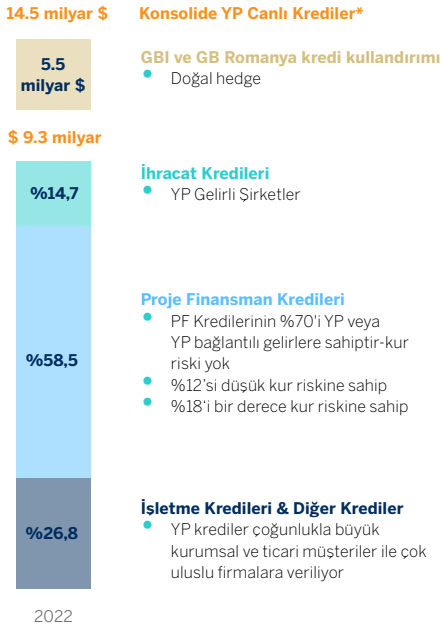 14.5 milyar $ Konsolide YP Canlı Krediler*
5.5
milyar $
GBI ve GB Romanya kredi kullandırımı
• Doğal hedge
$ 9.3 milyar
%14,7
İhracat Kredileri
• YP Gelirli Şirketler
%58,5
Proje Finansman Kredileri
• PF Kredilerinin %70'i YP veya
YP bağlantılı gelirlere sahiptir-kur
riski yok
• %12’si düşük kur riskine sahip
• %18‘i bir derece kur riskine sahip
%26,8
İşletme Kredileri & Diğer Krediler
• YP krediler çoğunlukla büyük
kurumsal ve ticari müşteriler ile çok
uluslu firmalara veriliyor
2022